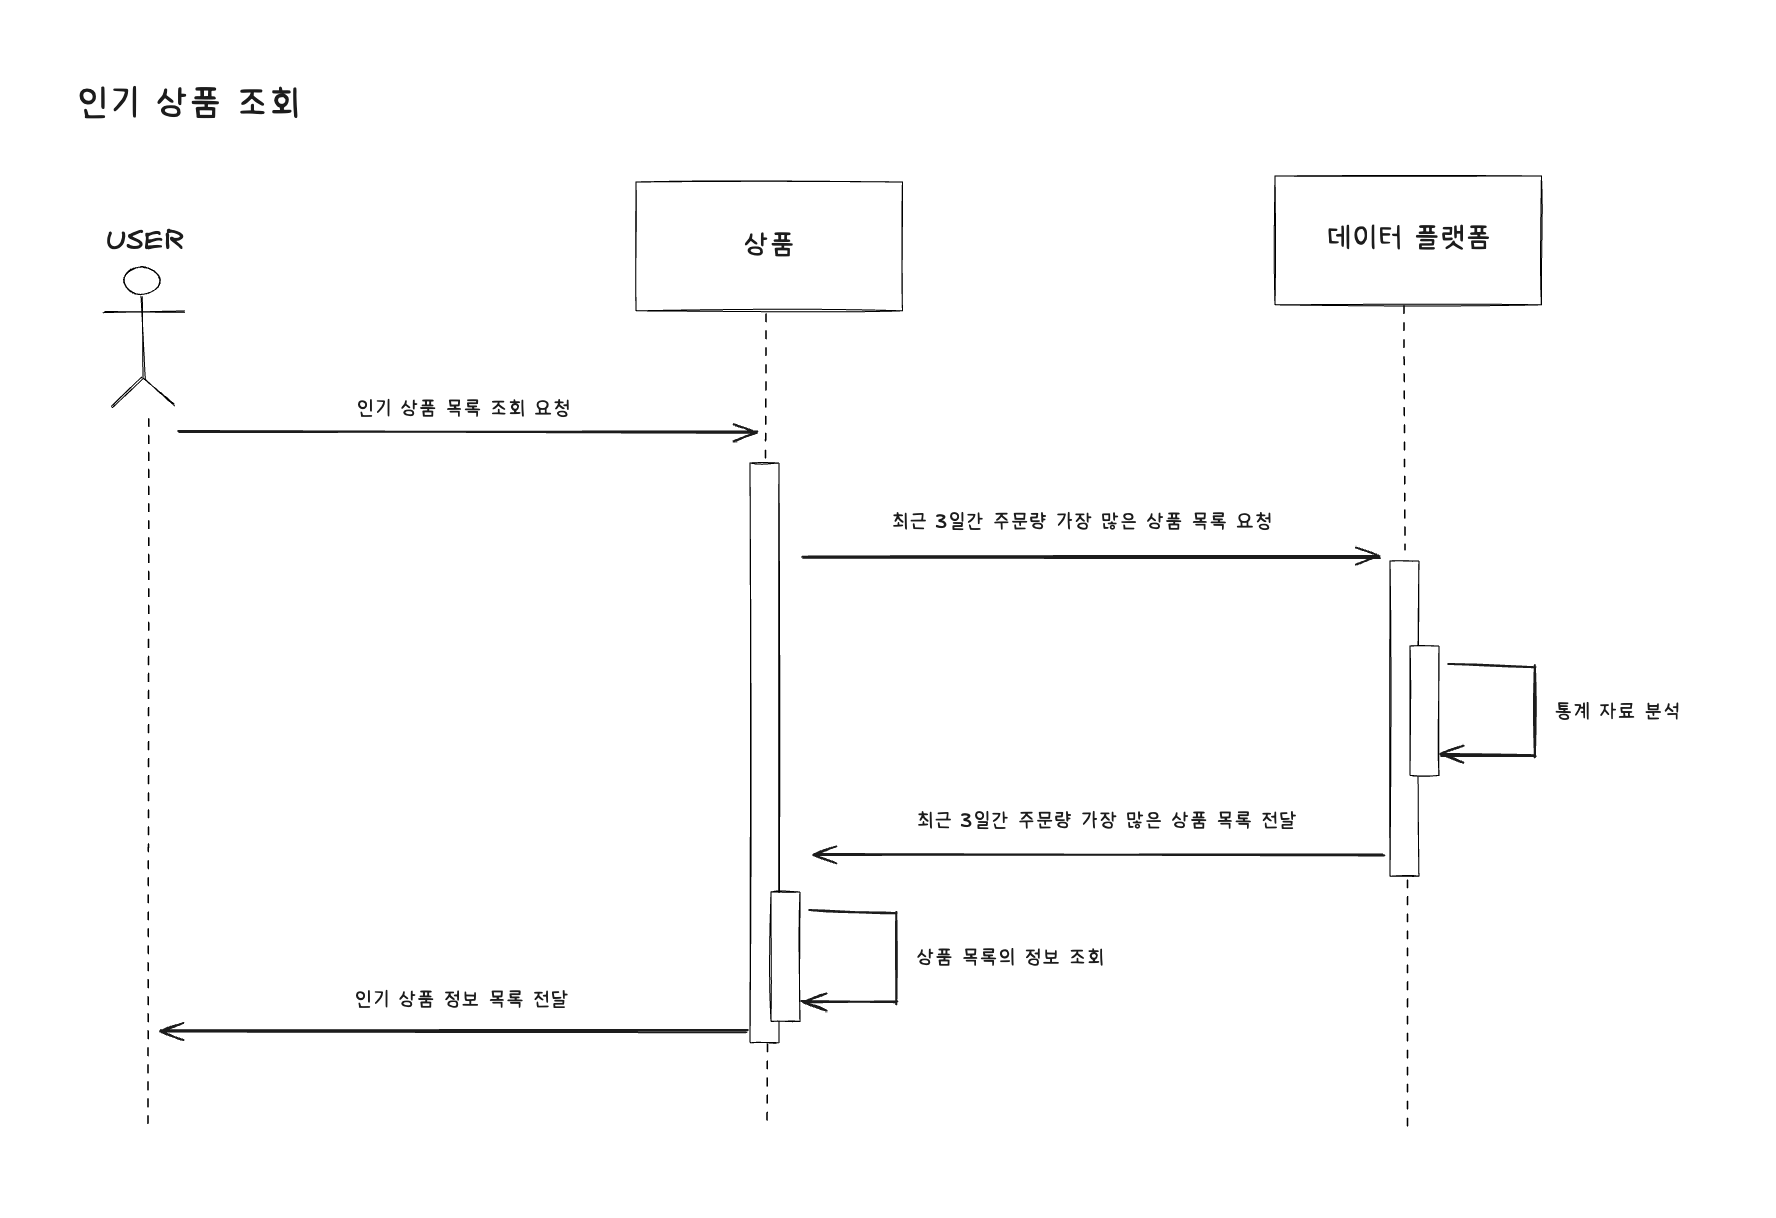 인기 상품 조회
USER
상품
데이터 플랫폼
인기 상품 목록 조회 요청
최근 3일간 주문량 가장 많은 상품 목록 요청
통계 자료 분석
최근 3일간 주문량 가장 많은 상품 목록 전달
상품 목록의 정보 조회
인기 상품 정보 목록 전달